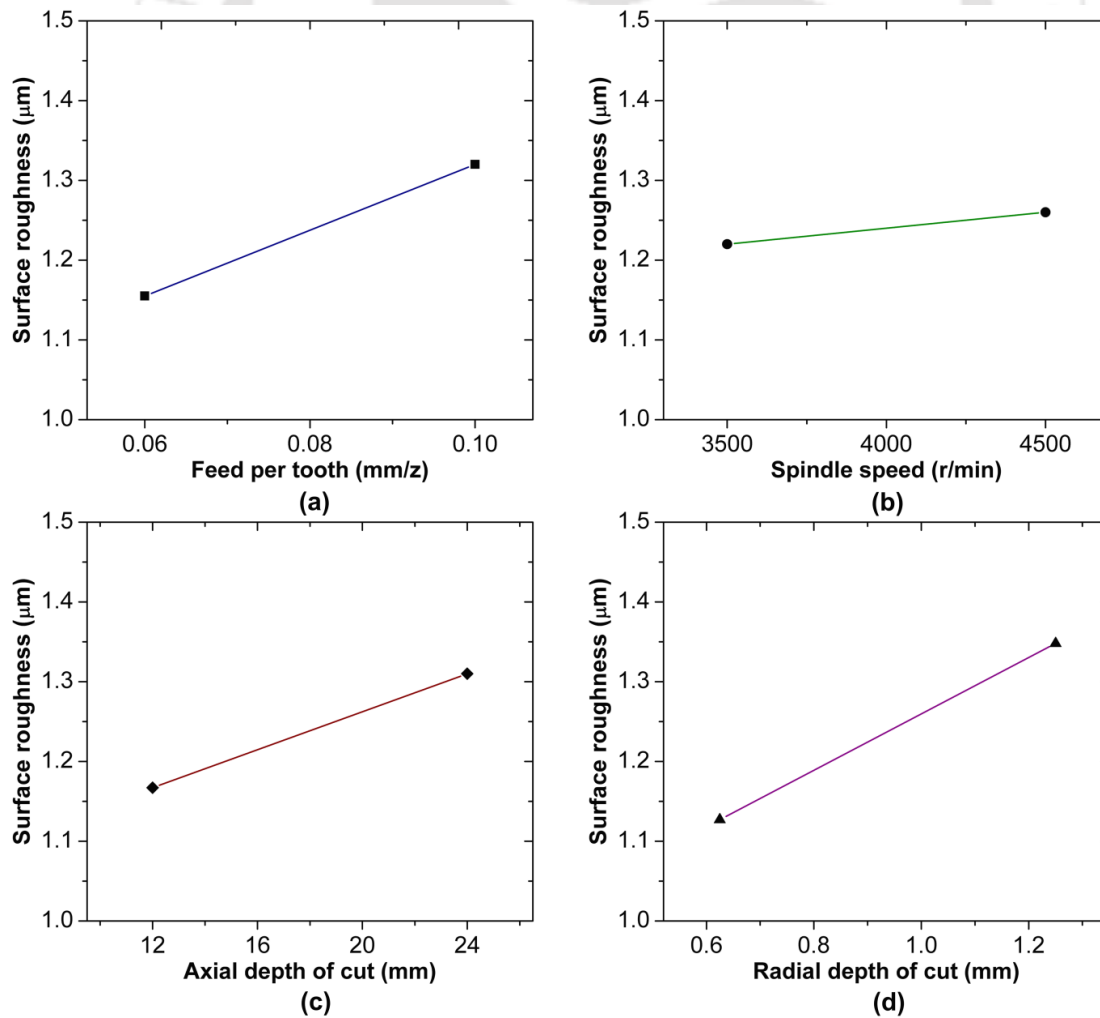 1.5
1.4
1.3
1.2
1.1
1.0
Surface roughness (μm)
0.06 0.08 0.10
Feed per tooth (mm/z)
(a)
1.5
1.4
1.3
1.2
1.1
1.0
Surface roughness (μm)
3500 4000 4500
Spindle speed (r/min)
(b)
1.5
1.4
1.3
1.2
1.1
1.0
Surface roughness (μm)
12 16 20 24
Axial depth of cut (mm)
(c)
1.5
1.4
1.3
1.2
1.1
1.0
Surface roughness (μm)
0.6 0.8 1.0 1.2
Radial depth of cut (mm)
(d)